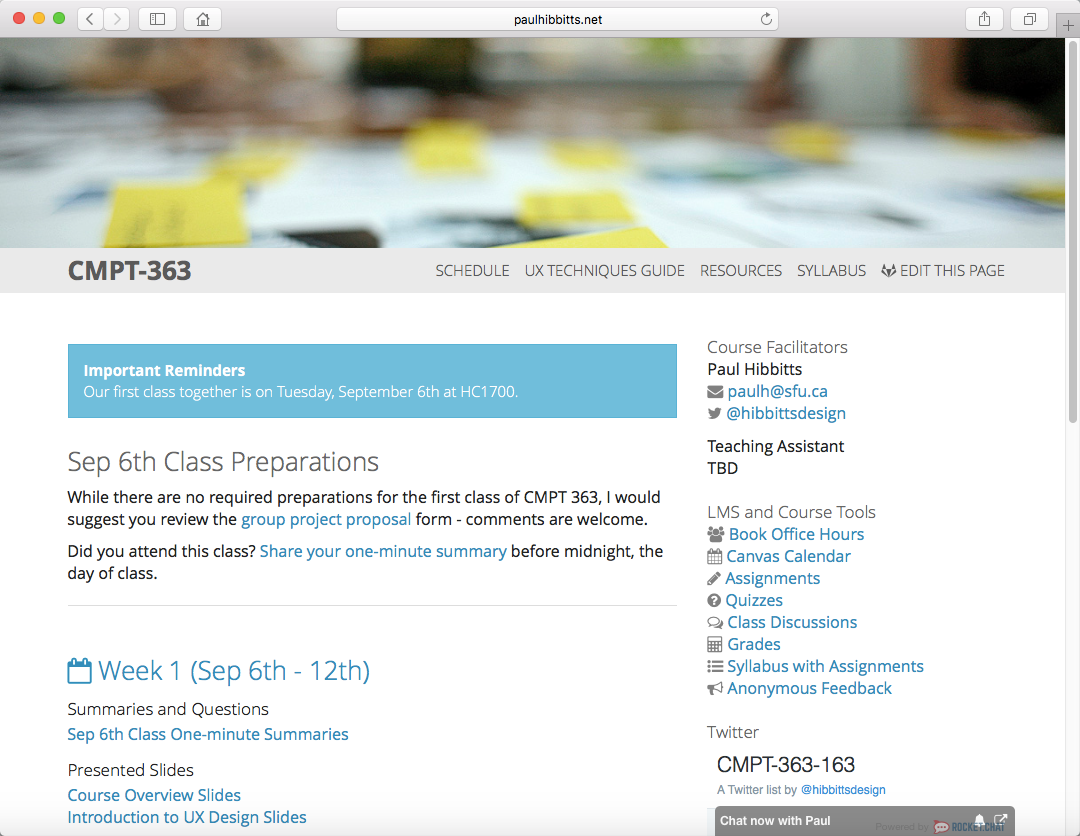 paulhibbitts.net
CMPT-363
SCHEDULE UX TECHNIQUES GUIDE RESOURCES SYLLABUS EDIT THIS PAGE
Important Reminders
Our first class together is on Tuesday, September 6th at HC1700.
Sep 6th Class Preparations
While there are no required preparations for the first class of CMPT 363, I would
suggest you review the group project proposal form - comments are welcome.
Did you attend this class? Share your one-minute summary before midnight, the
day of class.
Week 1 (Sep 6th - 12th)
Summaries and Questions
Sep 6th Class One-minute Summaries
Presented Slides
Course Overview Slides
Introduction to UX Design Slides
Course Facilitators
Paul Hibbitts
paulh@sfu.ca
@hibbittsdesign
Teaching Assistant
TBD
LMS and Course Tools
Book Office Hours
Canvas Calendar
Assignments
Quizzes
Class Discussions
Grades
Syllabus with Assignments
Anonymous Feedback
Twitter
CMPT-363-163
A Twitter list by @hibbittsdesign
Chat now with Paul
Powered by ROCKET.CHAT